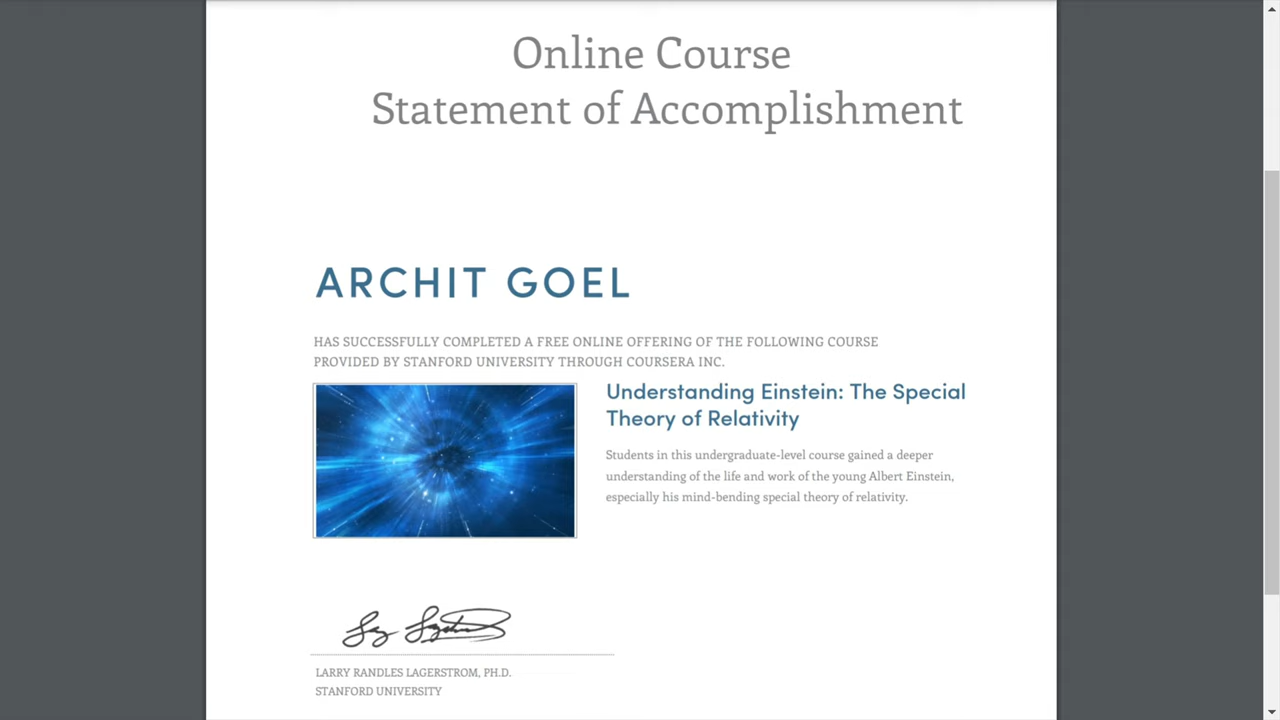 Online Course
Statement of Accomplishment
ARCHIT GOEL
HAS SUCCESSFULLY COMPLETED A FREE ONLINE OFFERING OF THE FOLLOWING COURSE
PROVIDED BY STANFORD UNIVERSITY THROUGH COURSERA INC.
Understanding Einstein: The Special
Theory of Relativity
Students in this undergraduate-level course gained a deeper
understanding of the life and work of the young Albert Einstein,
especially his mind-bending special theory of relativity.
LARRY RANDLES LAGERSTROM, PH.D.
STANFORD UNIVERSITY